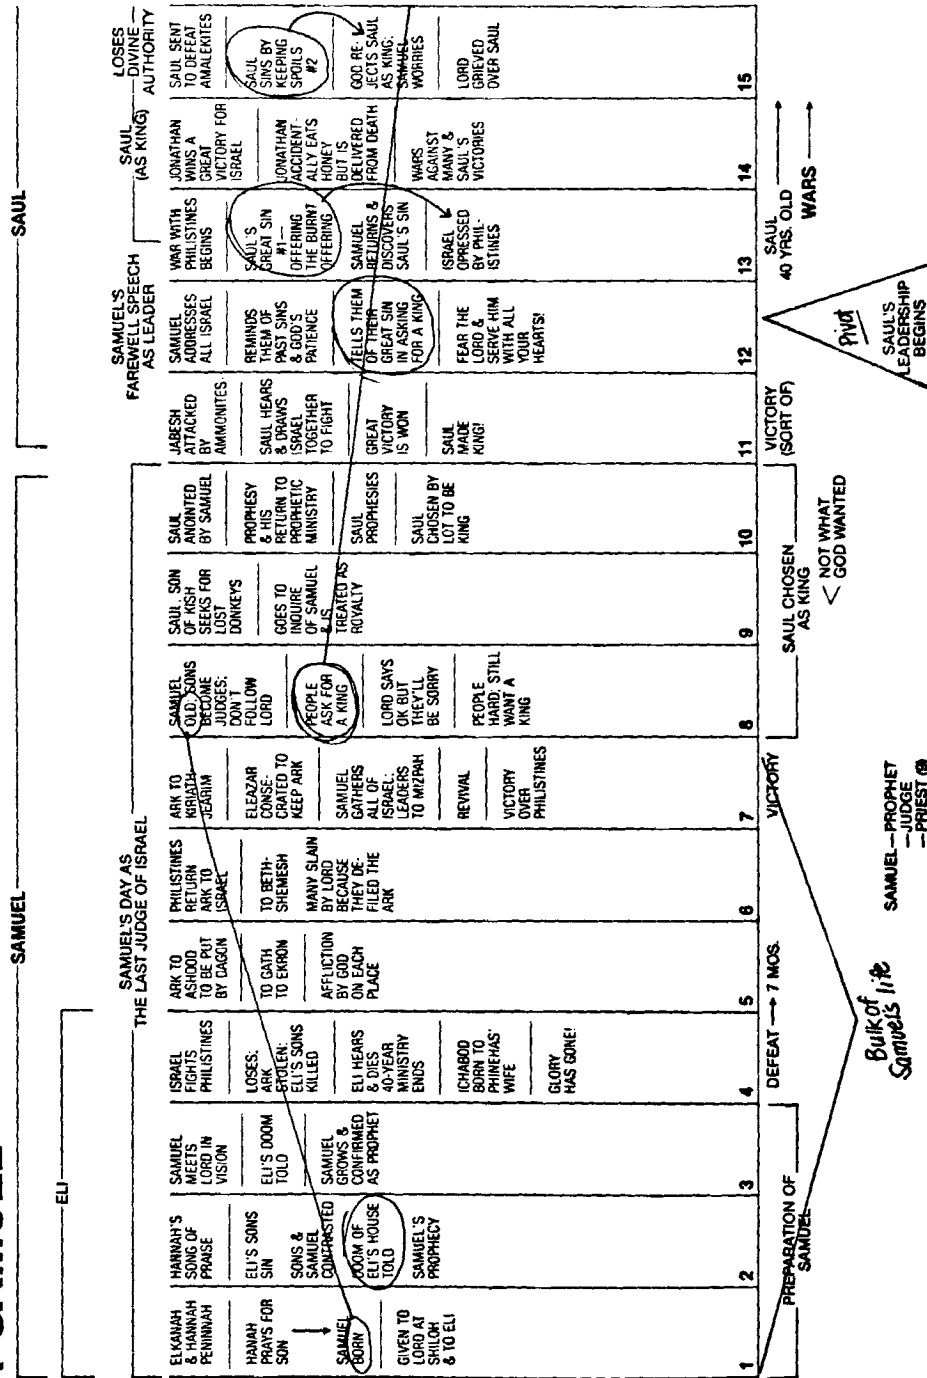 SAMUEL
SAUL
ELI
SAMUEL'S DAY AS
THE LAST JUDGE OF ISRAEL
SAMUEL'S
FAREWELL SPEECH
AS LEADER
SAUL
(AS KING)
LOSES
DIVINE
AUTHORITY
ELKANAH
& HANNAH
PENINNAH
HANAH
PRAYS FOR
SON
SAMUEL
BORN
GIVEN TO
LORD AT
SHILOH
& TO ELI
1
HANNAH'S
SONG OF
PRAISE
ELI'S SONS
SIN
SONS &
SAMUEL
CONTRASTED
DOOM OF
ELI'S HOUSE
TOLD
SAMUEL'S
PROPHECY
2
SAMUEL
MEETS
LORD IN
VISION
ELI'S DOOM
TOLD
SAMUEL
GROWS &
CONFIRMED
AS PROPHET
3
ISRAEL
FIGHTS
PHILISTINES
LOSES;
ARK
STOLEN;
ELI'S SONS
KILLED
ELI HEARS
& DIES
40-YEAR
MINISTRY
ENDS
ICHABOD
BORN TO
PHINEHAS'
WIFE
GLORY
HAS GONE!
4
ARK TO
ASHDOD
TO BE PUT
BY DAGON
TO GATH
TO EKRON
AFFLICTION
BY GOD
ON EACH
PLACE
5
PHILISTINES
RETURN
ARK TO
ISRAEL
TO BETH-
SHEMESH
MANY SLAIN
BY LORD
BECAUSE
THEY DE-
FILED THE
ARK
6
ARK TO
KIRIATH-
JEARIM
ELEAZAR
CONSE-
CRATED TO
KEEP ARK
SAMUEL
GATHERS
ALL OF
ISRAEL;
LEADERS
TO MIZPAH
REVIVAL
VICTORY
OVER
PHILISTINES
7
SAMUEL
OLD; SONS
BECOME
JUDGES;
DON'T
FOLLOW
LORD
PEOPLE
ASK FOR
A KING
LORD SAYS
OK BUT
THEY'LL
BE SORRY
PEOPLE
HARD; STILL
WANT A
KING
8
SAUL, SON
OF KISH
SEEKS FOR
LOST
DONKEYS
GOES TO
INQUIRE
OF SAMUEL
& IS
TREATED AS
ROYALTY
9
SAUL
ANOINTED
BY SAMUEL
PROPHESY
& HIS
RETURN TO
PROPHETIC
MINISTRY
SAUL
PROPHESIES
SAUL
CHOSEN BY
LOT TO BE
KING
10
JABESH
ATTACKED
BY
AMMONITES
SAUL HEARS
& DRAWS
ISRAEL
TOGETHER
TO FIGHT
GREAT
VICTORY
IS WON
SAUL
MADE
KING!
11
SAMUEL
ADDRESSES
ALL ISRAEL
REMINDS
THEM OF
PAST SINS
& GOD'S
PATIENCE
TELLS THEM
OF THEIR
GREAT SIN
IN ASKING
FOR A KING
FEAR THE
LORD &
SERVE HIM
WITH ALL
YOUR
HEARTS!
12
WAR WITH
PHILISTINES
BEGINS
SAUL'S
GREAT SIN
#1—
OFFERING
THE BURNT
OFFERING
SAMUEL
RETURNS &
DISCOVERS
SAUL'S SIN
ISRAEL
OPPRESSED
BY PHIL-
ISTINES
13
JONATHAN
WINS A
GREAT
VICTORY FOR
ISRAEL
JONATHAN
ACCIDENT-
ALLY EATS
HONEY
BUT IS
DELIVERED
FROM DEATH
WARS
AGAINST
MANY &
SAUL'S
VICTORIES
14
SAUL SENT
TO DEFEAT
AMALEKITES
SAUL
SINS BY
KEEPING
SPOILS
#2
GOD RE-
JECTS SAUL
AS KING;
SAMUEL
WORRIES
LORD
GRIEVED
OVER SAUL
15
PREPARATION OF
SAMUEL
DEFEAT → 7 MOS.
VICTORY
SAUL CHOSEN
AS KING
< NOT WHAT
GOD WANTED
VICTORY
(SORT OF)
SAUL
40 YRS. OLD
WARS
Bulk of
Samuel's life
SAMUEL—PROPHET
—JUDGE
—PRIEST
Pivot
SAUL'S
LEADERSHIP
BEGINS